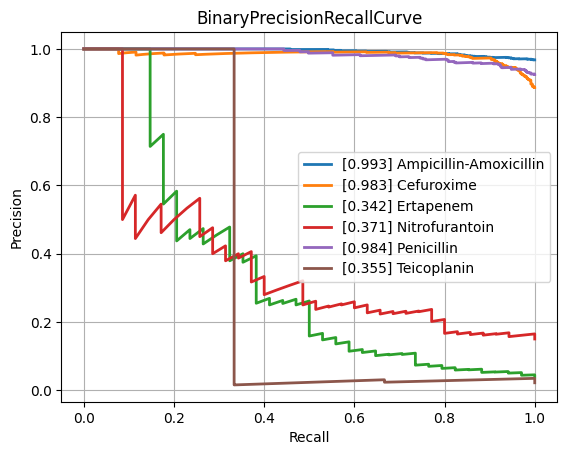 BinaryPrecisionRecallCurve
1.0
0.8
0.6
0.4
0.2
0.0
Precision
[0.993] Ampicillin-Amoxicillin
[0.983] Cefuroxime
[0.342] Ertapenem
[0.371] Nitrofurantoin
[0.984] Penicillin
[0.355] Teicoplanin
0.0 0.2 0.4 0.6 0.8 1.0
Recall